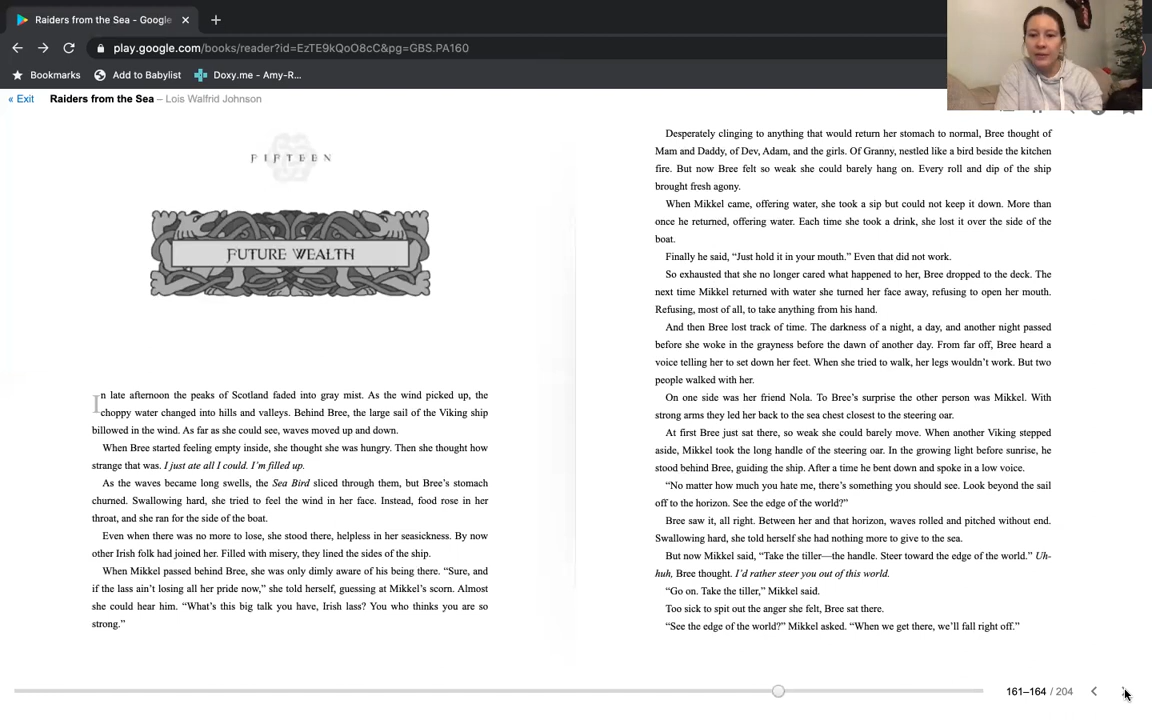 Raiders from the Sea - Google
play.google.com/books/reader?id=EzTE9kQoO8cC&pg=GBS.PA160
Bookmarks
Add to Babylist
Doxy.me - Amy-R...
« Exit
Raiders from the Sea – Lois Walfrid Johnson
FIFTEEN
FUTURE WEALTH
In late afternoon the peaks of Scotland faded into gray mist. As the wind picked up, the
choppy water changed into hills and valleys. Behind Bree, the large sail of the Viking ship
billowed in the wind. As far as she could see, waves moved up and down.
When Bree started feeling empty inside, she thought she was hungry. Then she thought how
strange that was. I just ate all I could. I'm filled up.
As the waves became long swells, the Sea Bird sliced through them, but Bree's stomach
churned. Swallowing hard, she tried to feel the wind in her face. Instead, food rose in her
throat, and she ran for the side of the boat.
Even when there was no more to lose, she stood there, helpless in her seasickness. By now
other Irish folk had joined her. Filled with misery, they lined the sides of the ship.
When Mikkel passed behind Bree, she was only dimly aware of his being there. “Sure, and
if the lass ain't losing all her pride now,” she told herself, guessing at Mikkel's scorn. Almost
she could hear him. “What's this big talk you have, Irish lass? You who thinks you are so
strong.”
Desperately clinging to anything that would return her stomach to normal, Bree thought of
Mam and Daddy, of Dev, Adam, and the girls. Of Granny, nestled like a bird beside the kitchen
fire. But now Bree felt so weak she could barely hang on. Every roll and dip of the ship
brought fresh agony.
When Mikkel came, offering water, she took a sip but could not keep it down. More than
once he returned, offering water. Each time she took a drink, she lost it over the side of the
boat.
Finally he said, “Just hold it in your mouth.” Even that did not work.
So exhausted that she no longer cared what happened to her, Bree dropped to the deck. The
next time Mikkel returned with water she turned her face away, refusing to open her mouth.
Refusing, most of all, to take anything from his hand.
And then Bree lost track of time. The darkness of a night, a day, and another night passed
before she woke in the grayness before the dawn of another day. From far off, Bree heard a
voice telling her to set down her feet. When she tried to walk, her legs wouldn't work. But two
people walked with her.
On one side was her friend Nola. To Bree's surprise the other person was Mikkel. With
strong arms they led her back to the sea chest closest to the steering oar.
At first Bree just sat there, so weak she could barely move. When another Viking stepped
aside, Mikkel took the long handle of the steering oar. In the growing light before sunrise, he
stood behind Bree, guiding the ship. After a time he bent down and spoke in a low voice.
“No matter how much you hate me, there's something you should see. Look beyond the sail
off to the horizon. See the edge of the world?”
Bree saw it, all right. Between her and that horizon, waves rolled and pitched without end.
Swallowing hard, she told herself she had nothing more to give to the sea.
But now Mikkel said, “Take the tiller—the handle. Steer toward the edge of the world.” Uh-
huh, Bree thought. I'd rather steer you out of this world.
“Go on. Take the tiller,” Mikkel said.
Too sick to spit out the anger she felt, Bree sat there.
“See the edge of the world?” Mikkel asked. “When we get there, we'll fall right off.”
161–164 / 204